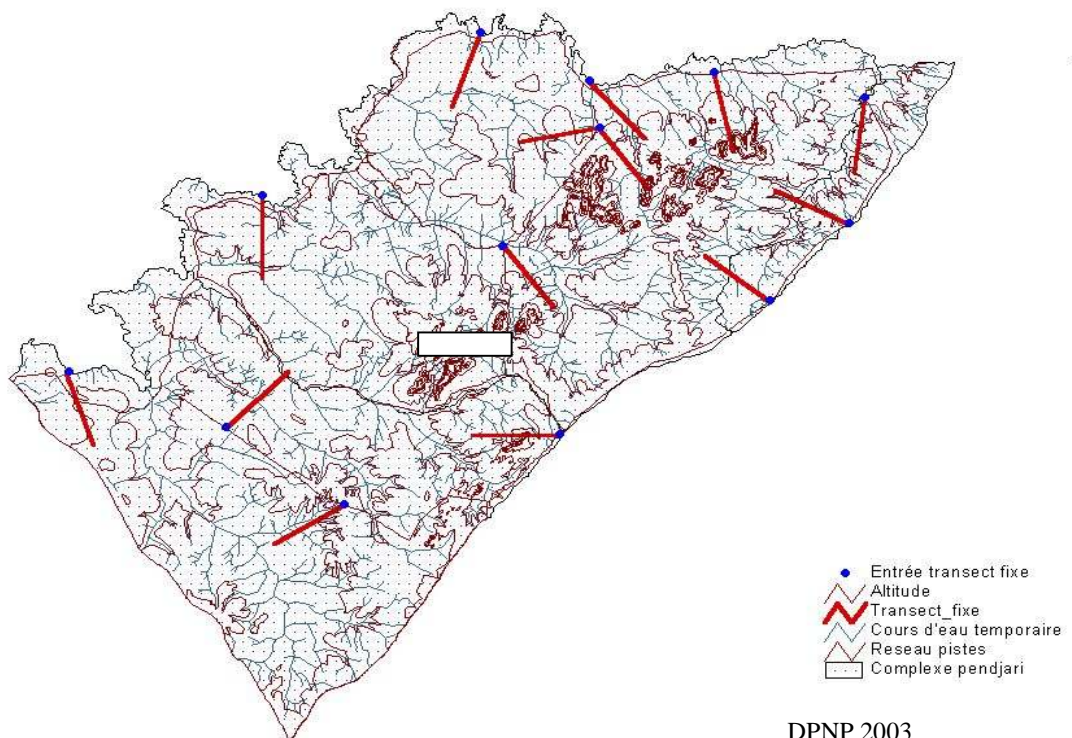 Entrée transect fixe
Altitude
Transect_fixe
Cours d'eau temporaire
Reseau pistes
Complexe pendjari
DPNP 2003